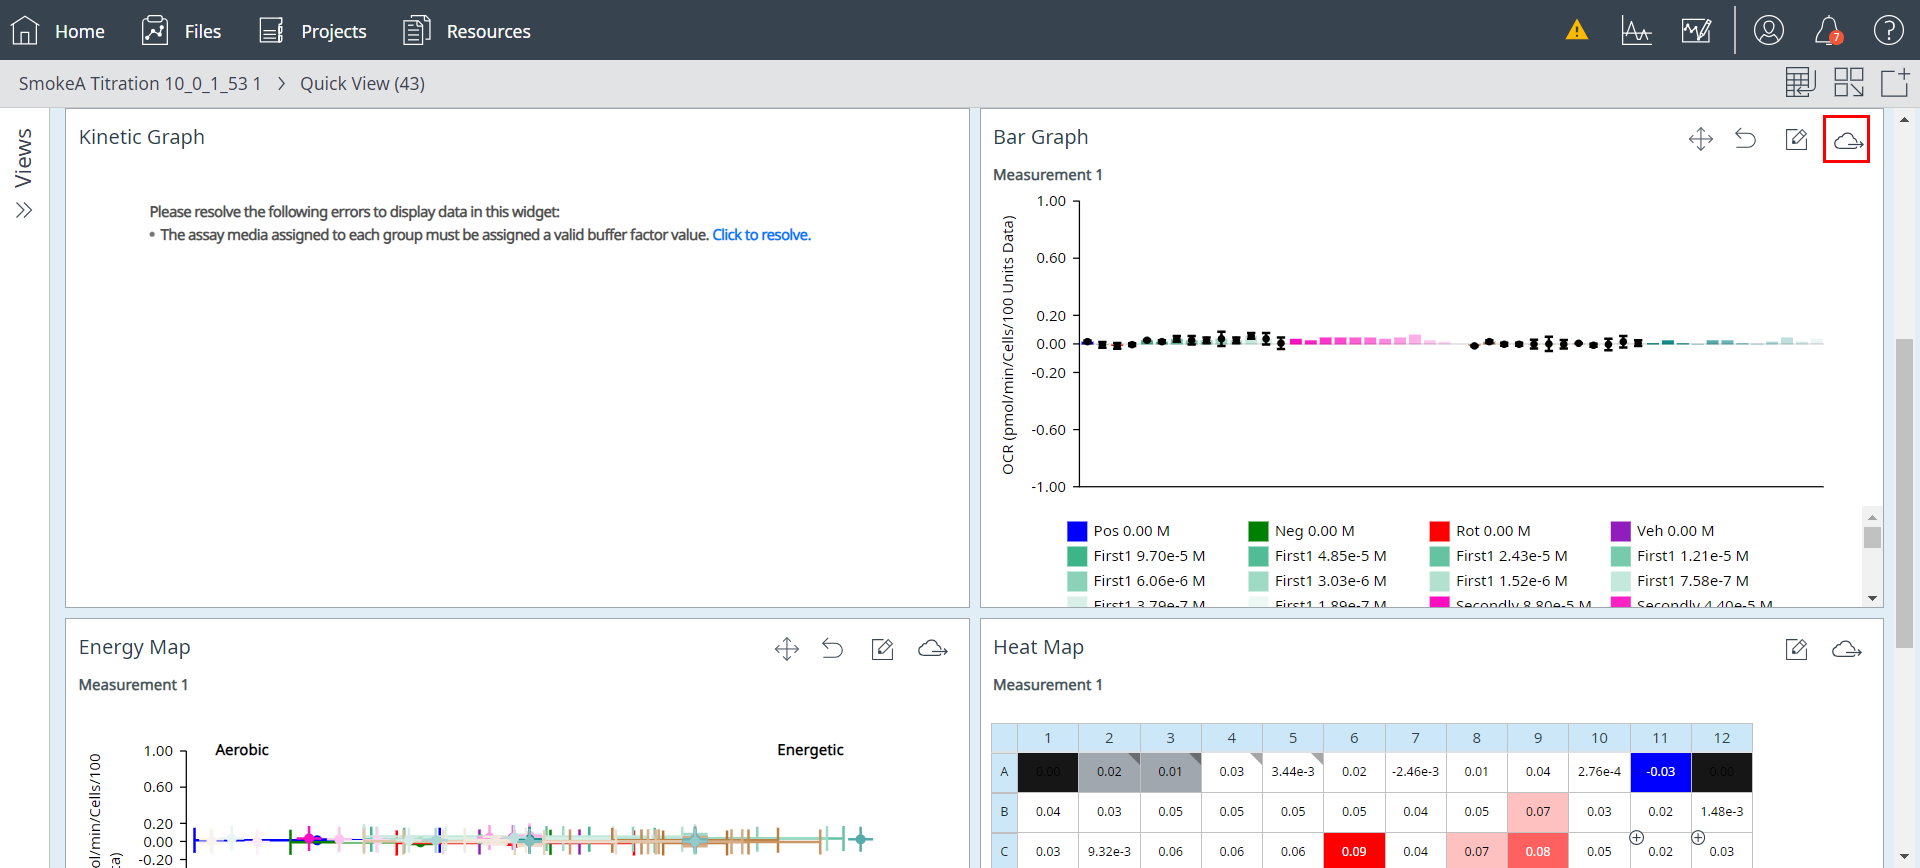 Home Files Projects Resources 7
SmokeA Titration 10_0_1_53 1 Quick View (43)
Views
Kinetic Graph
Please resolve the following errors to display data in this widget:
• The assay media assigned to each group must be assigned a valid buffer factor value. Click to resolve.
Bar Graph
Measurement 1
OCR (pmol/min/Cells/100 Units Data)
1.00
0.60
0.20
0.00
-0.20
-0.60
-1.00
Pos 0.00 M Neg 0.00 M Rot 0.00 M Veh 0.00 M
First1 9.70e-5 M First1 4.85e-5 M First1 2.43e-5 M First1 1.21e-5 M
First1 6.06e-6 M First1 3.03e-6 M First1 1.52e-6 M First1 7.58e-7 M
First1 3.79e-7 M First1 1.89e-7 M Secondly 8.80e-5 M Secondly 4.40e-5 M
Energy Map
Measurement 1
Aerobic Energetic
ol/min/Cells/100
ta)
1.00
0.60
0.20
0.00
-0.20
Heat Map
Measurement 1
1 2 3 4 5 6 7 8 9 10 11 12
A 0.00 0.02 0.01 0.03 3.44e-3 0.02 -2.46e-3 0.01 0.04 2.76e-4 -0.03 0.00
B 0.04 0.03 0.05 0.05 0.05 0.05 0.04 0.05 0.07 0.03 0.02 1.48e-3
C 0.03 9.32e-3 0.06 0.06 0.06 0.09 0.04 0.07 0.08 0.05 0.02 0.03